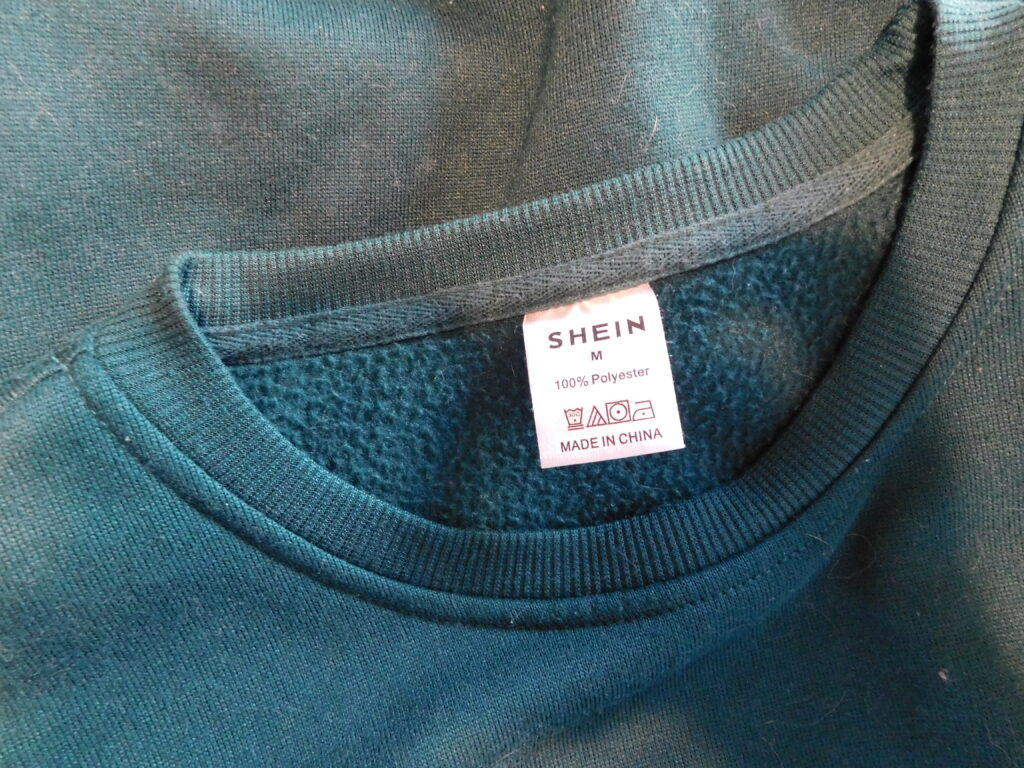 SHEIN
M
100% Polyester
MADE IN CHINA